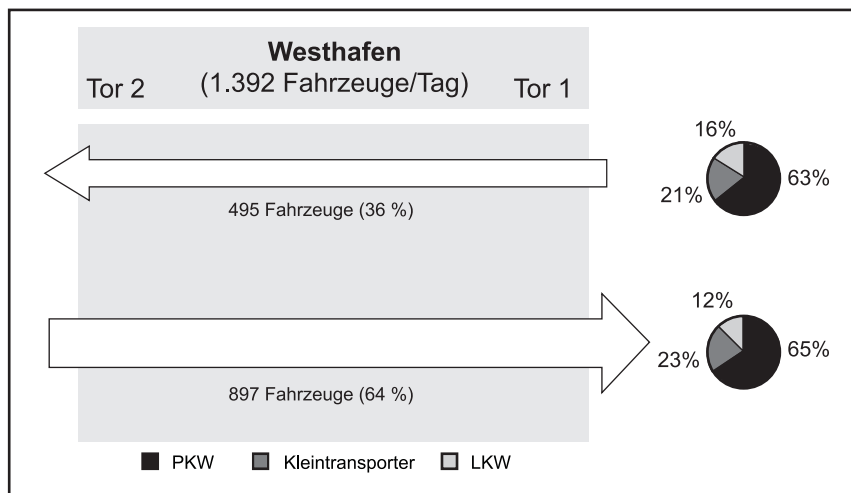 Westhafen
(1.392 Fahrzeuge/Tag)
Tor 2
Tor 1
495 Fahrzeuge (36 %)
16%
21%
63%
897 Fahrzeuge (64 %)
12%
23%
65%
PKW
Kleintransporter
LKW